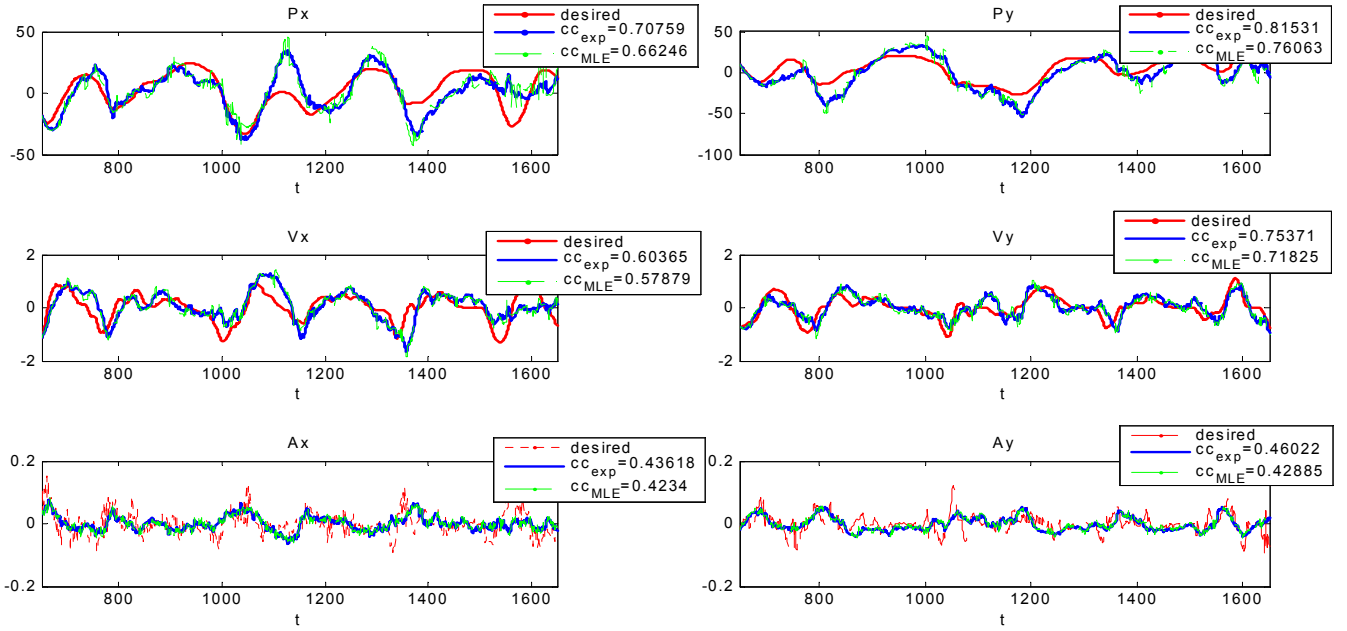 Px
desired
cc_exp=0.70759
cc_MLE=0.66246
50
0
-50
800 1000 1200 1400 1600
t
Py
desired
cc_exp=0.81531
cc_MLE=0.76063
50
0
-50
-100
800 1000 1200 1400 1600
t
Vx
desired
cc_exp=0.60365
cc_MLE=0.57879
2
0
-2
800 1000 1200 1400 1600
t
Vy
desired
cc_exp=0.75371
cc_MLE=0.71825
2
0
-2
800 1000 1200 1400 1600
t
Ax
desired
cc_exp=0.43618
cc_MLE=0.4234
0.2
0
-0.2
800 1000 1200 1400 1600
t
Ay
desired
cc_exp=0.46022
cc_MLE=0.42885
0.2
0
-0.2
800 1000 1200 1400 1600
t